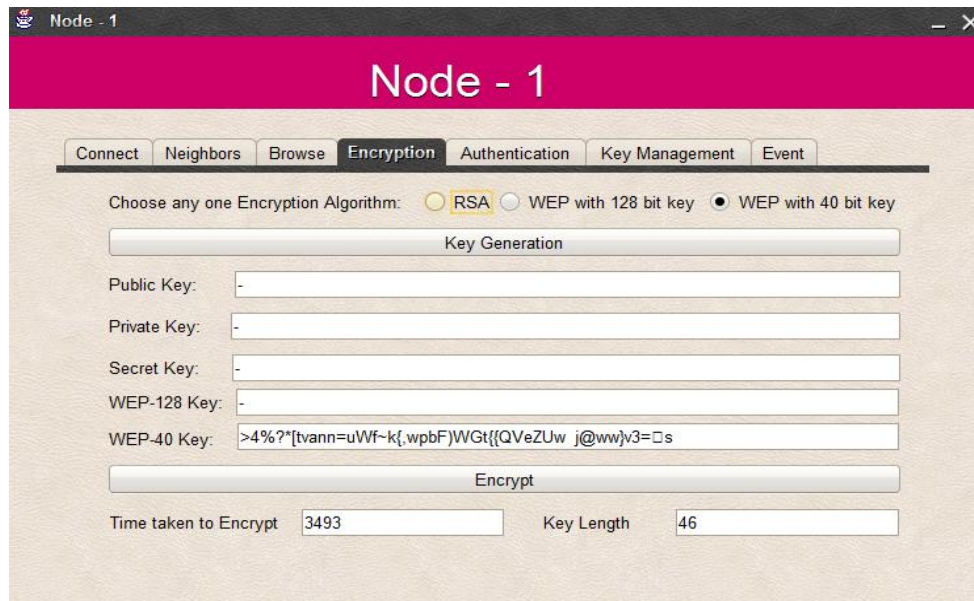 Node - 1
Node - 1
Connect Neighbors Browse Encryption Authentication Key Management Event
Choose any one Encryption Algorithm: RSA WEP with 128 bit key WEP with 40 bit key
Key Generation
Public Key: -
Private Key: -
Secret Key: -
WEP-128 Key: -
WEP-40 Key: >4%?*[tvann=uWf~k{,wpbF)WGt{{QVeZUw j@ww}v3=□s
Encrypt
Time taken to Encrypt 3493 Key Length 46